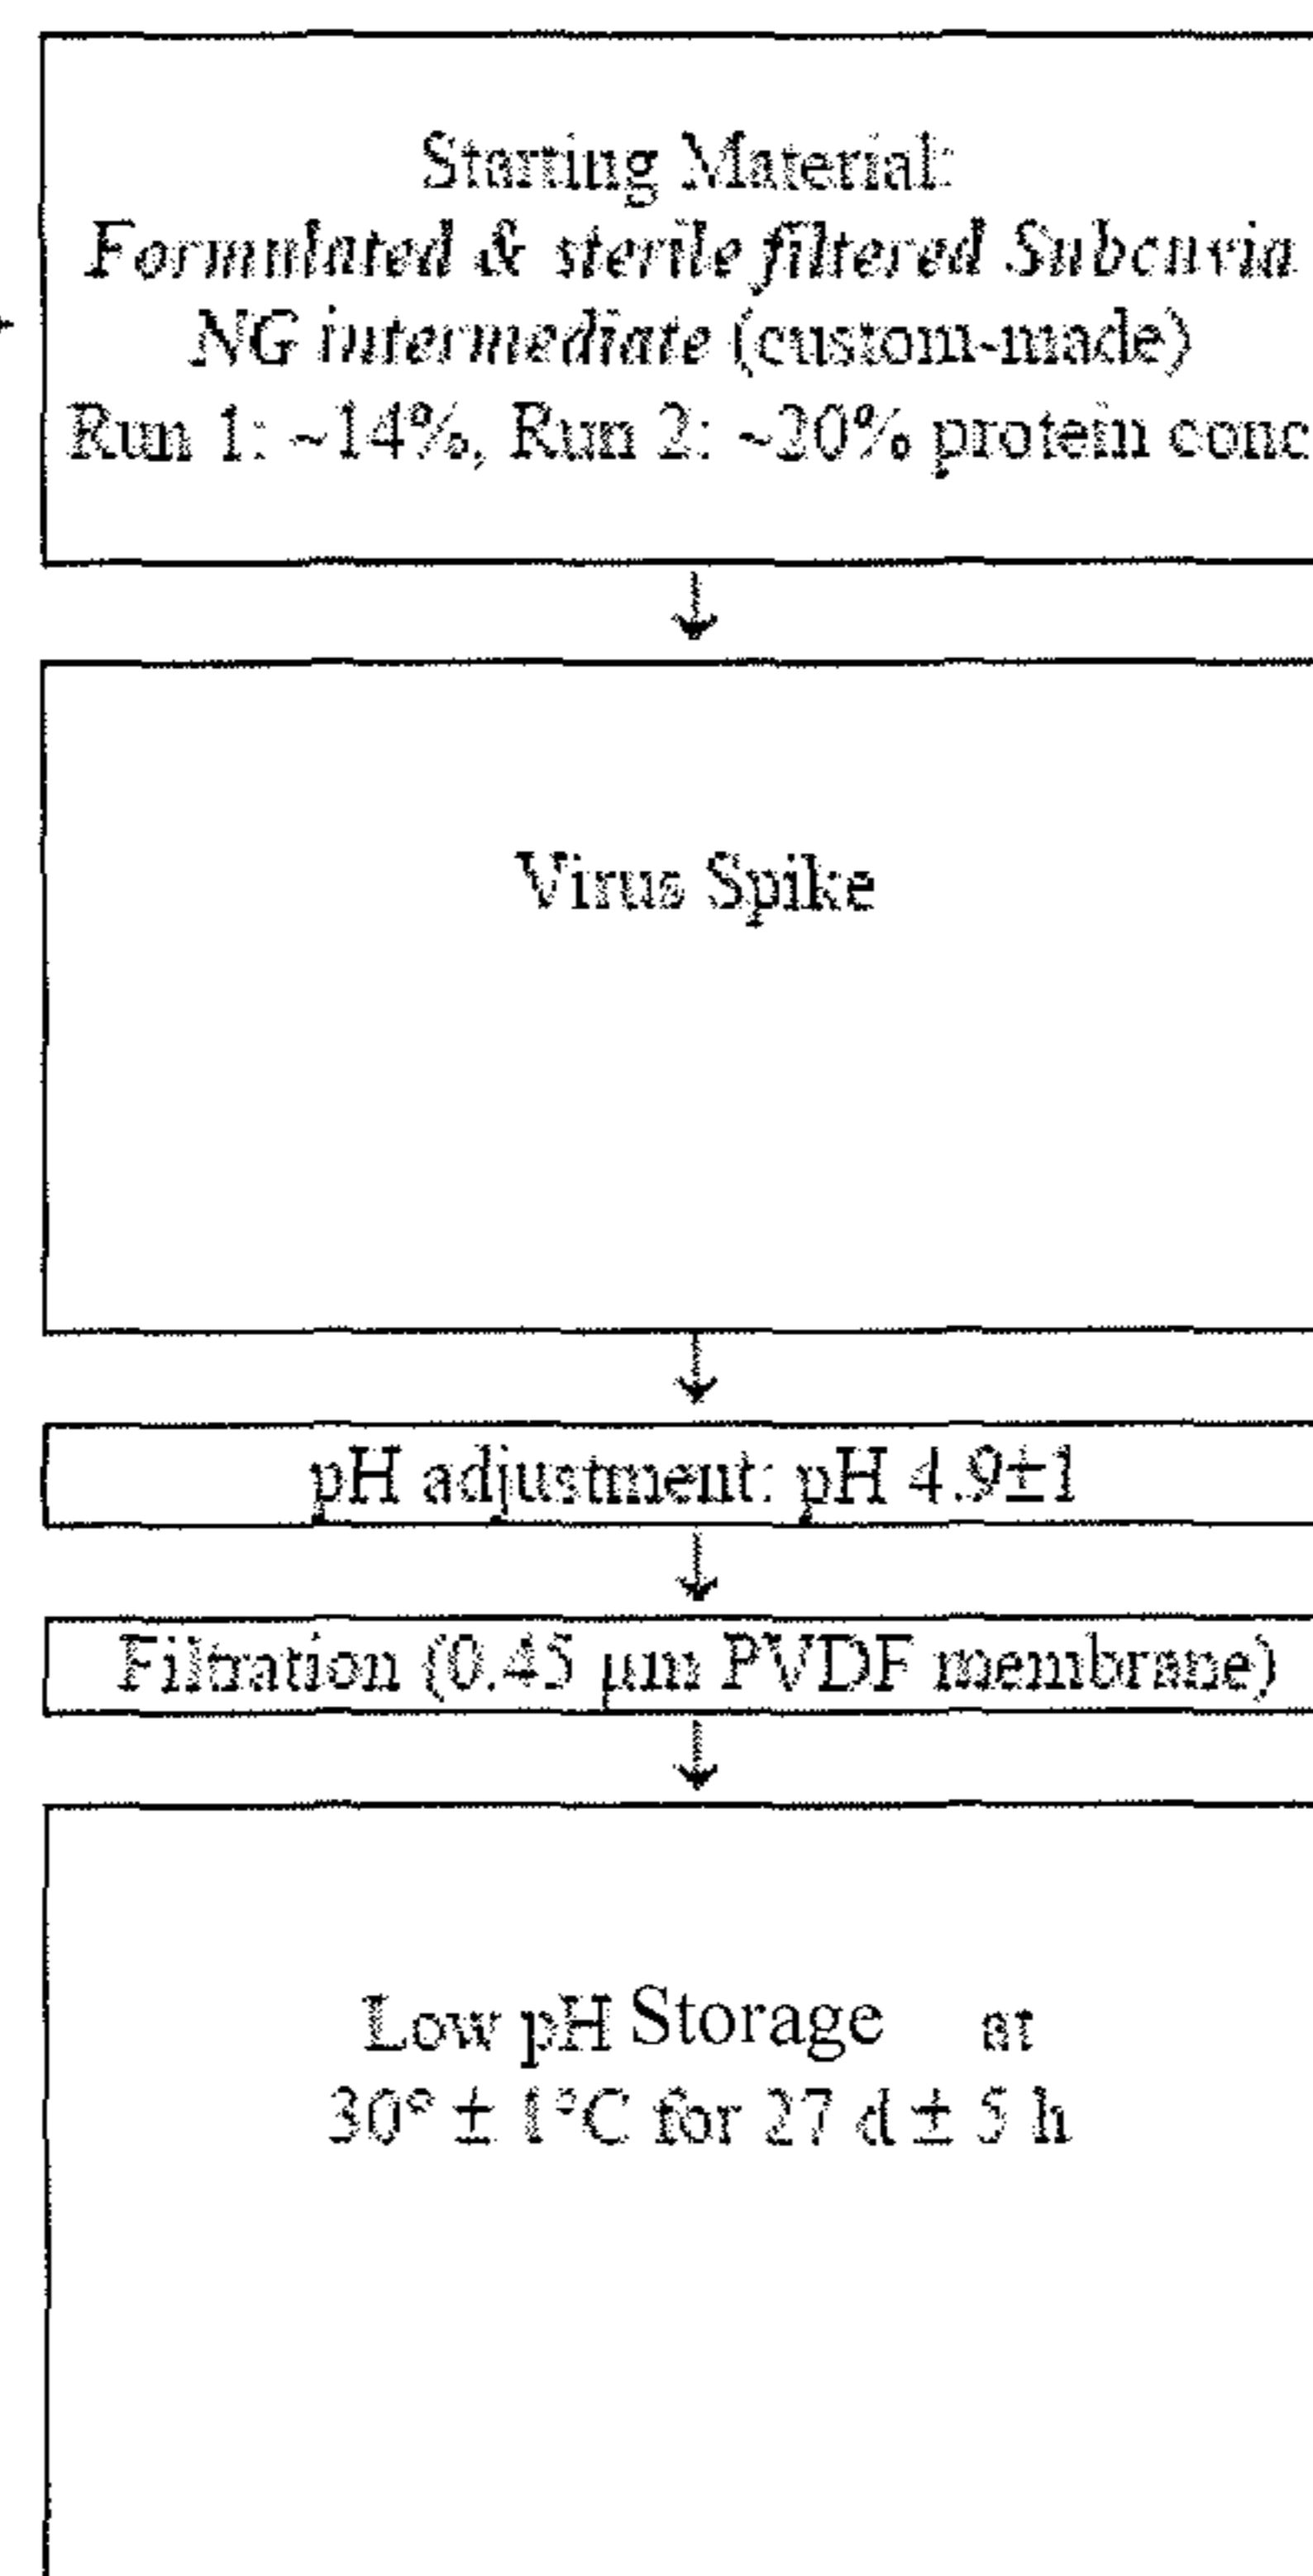 Starting Material:
Formulated & sterile filtered Subcuvia
NG intermediate (custom-made)
Run 1: ~14%, Run 2: ~20% protein conc
Virus Spike
pH adjustment: pH 4.9±1
Filtration (0.45 µm PVDF membrane)
Low pH Storage at
30° ± 1°C for 27 d ± 5 h